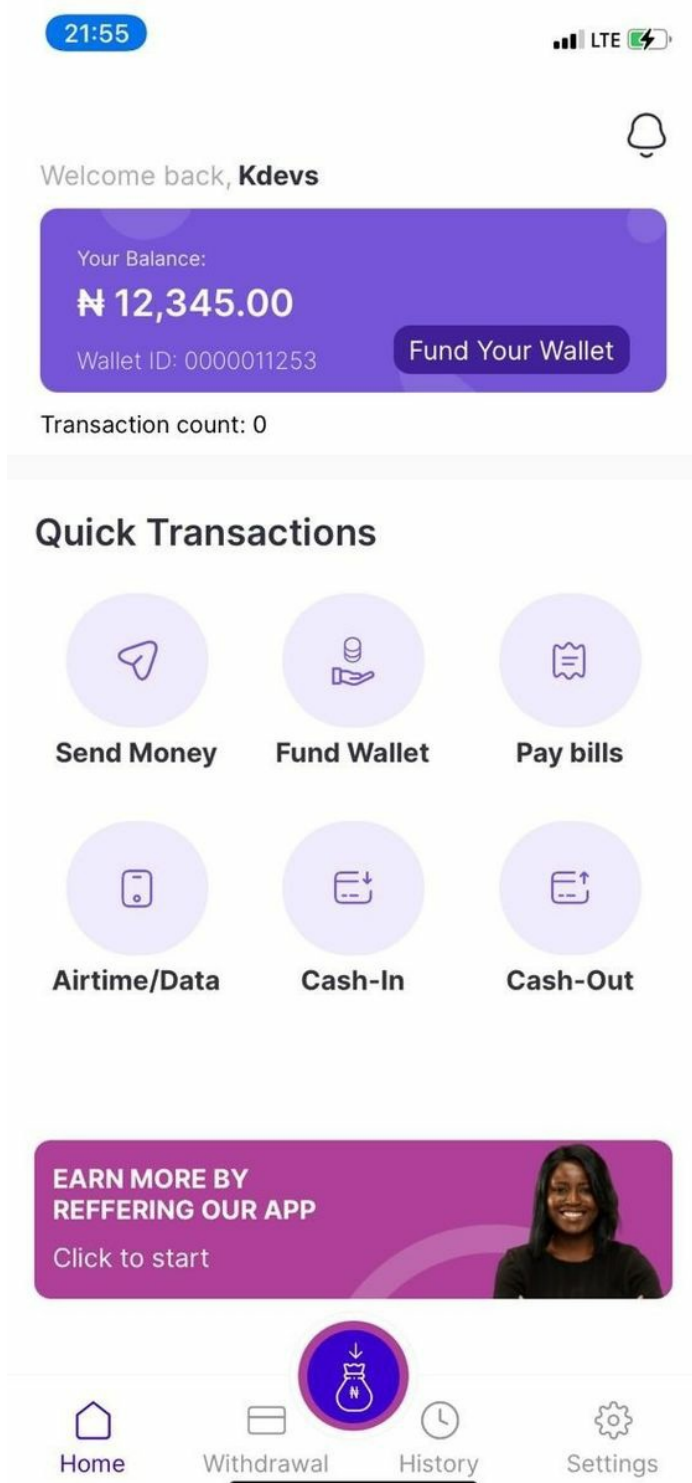 21:55
LTE
Welcome back, Kdevs
Your Balance:
₦ 12,345.00
Wallet ID: 0000011253
Fund Your Wallet
Transaction count: 0
Quick Transactions
Send Money
Fund Wallet
Pay bills
Airtime/Data
Cash-In
Cash-Out
EARN MORE BY
REFFERING OUR APP
Click to start
₦
Home
Withdrawal
History
Settings